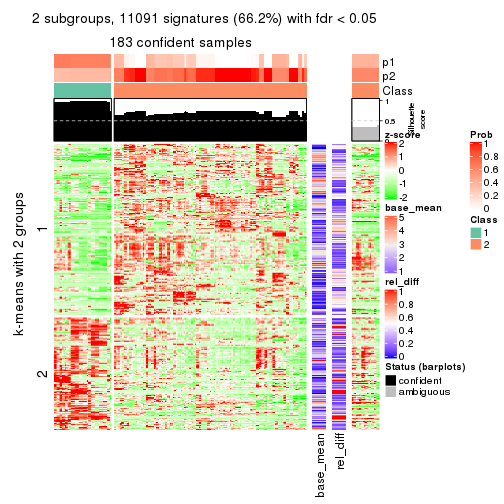 2 subgroups, 11091 signatures (66.2%) with fdr < 0.05
183 confident samples
p1
p2
Class
1
0.5
0
Silhouette
score
k-means with 2 groups
1
2
base_mean
rel_diff
z-score
2
1
0
-1
-2
base_mean
5
4
3
2
1
rel_diff
1
0.8
0.6
0.4
0.2
0
Status (barplots)
confident
ambiguous
Prob
1
0.8
0.6
0.4
0.2
0
Class
1
2